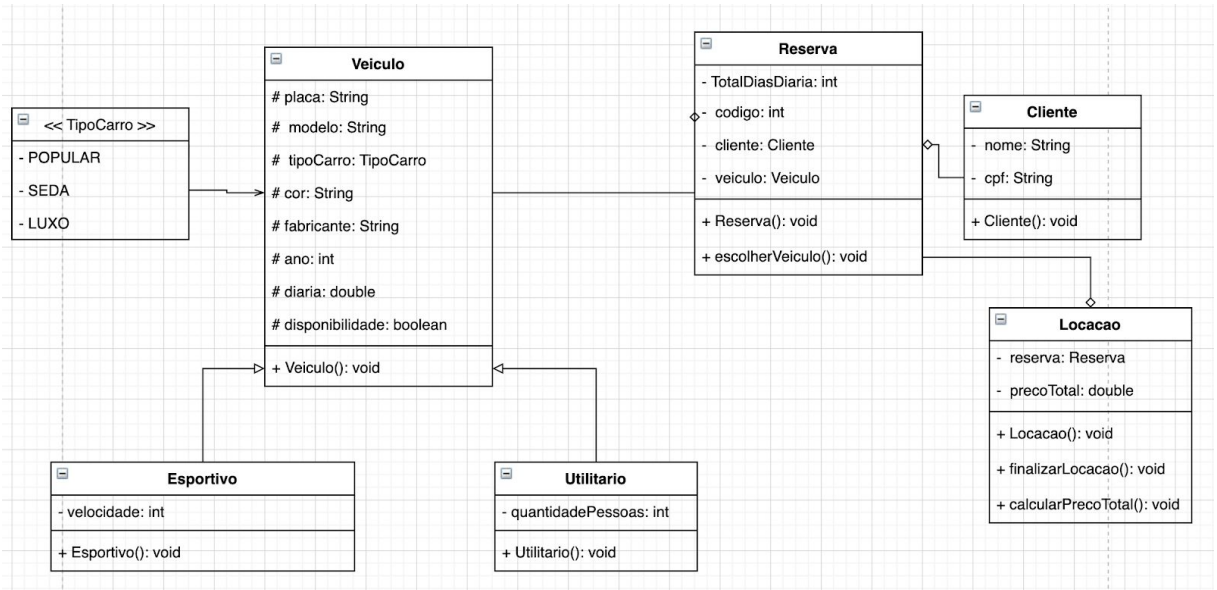 << TipoCarro >>
- POPULAR
- SEDA
- LUXO
Veiculo
# placa: String
# modelo: String
# tipoCarro: TipoCarro
# cor: String
# fabricante: String
# ano: int
# diaria: double
# disponibilidade: boolean
+ Veiculo(): void
Reserva
- TotalDiasDiaria: int
- codigo: int
- cliente: Cliente
- veiculo: Veiculo
+ Reserva(): void
+ escolherVeiculo(): void
Cliente
- nome: String
- cpf: String
+ Cliente(): void
Locacao
- reserva: Reserva
- precoTotal: double
+ Locacao(): void
+ finalizarLocacao(): void
+ calcularPrecoTotal(): void
Esportivo
- velocidade: int
+ Esportivo(): void
Utilitario
- quantidadePessoas: int
+ Utilitario(): void